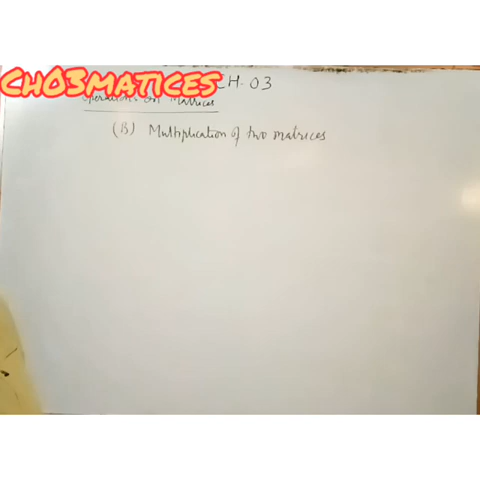 Ch03matices CH-03
Operations on Matrices
(B) Multiplication of two matrices